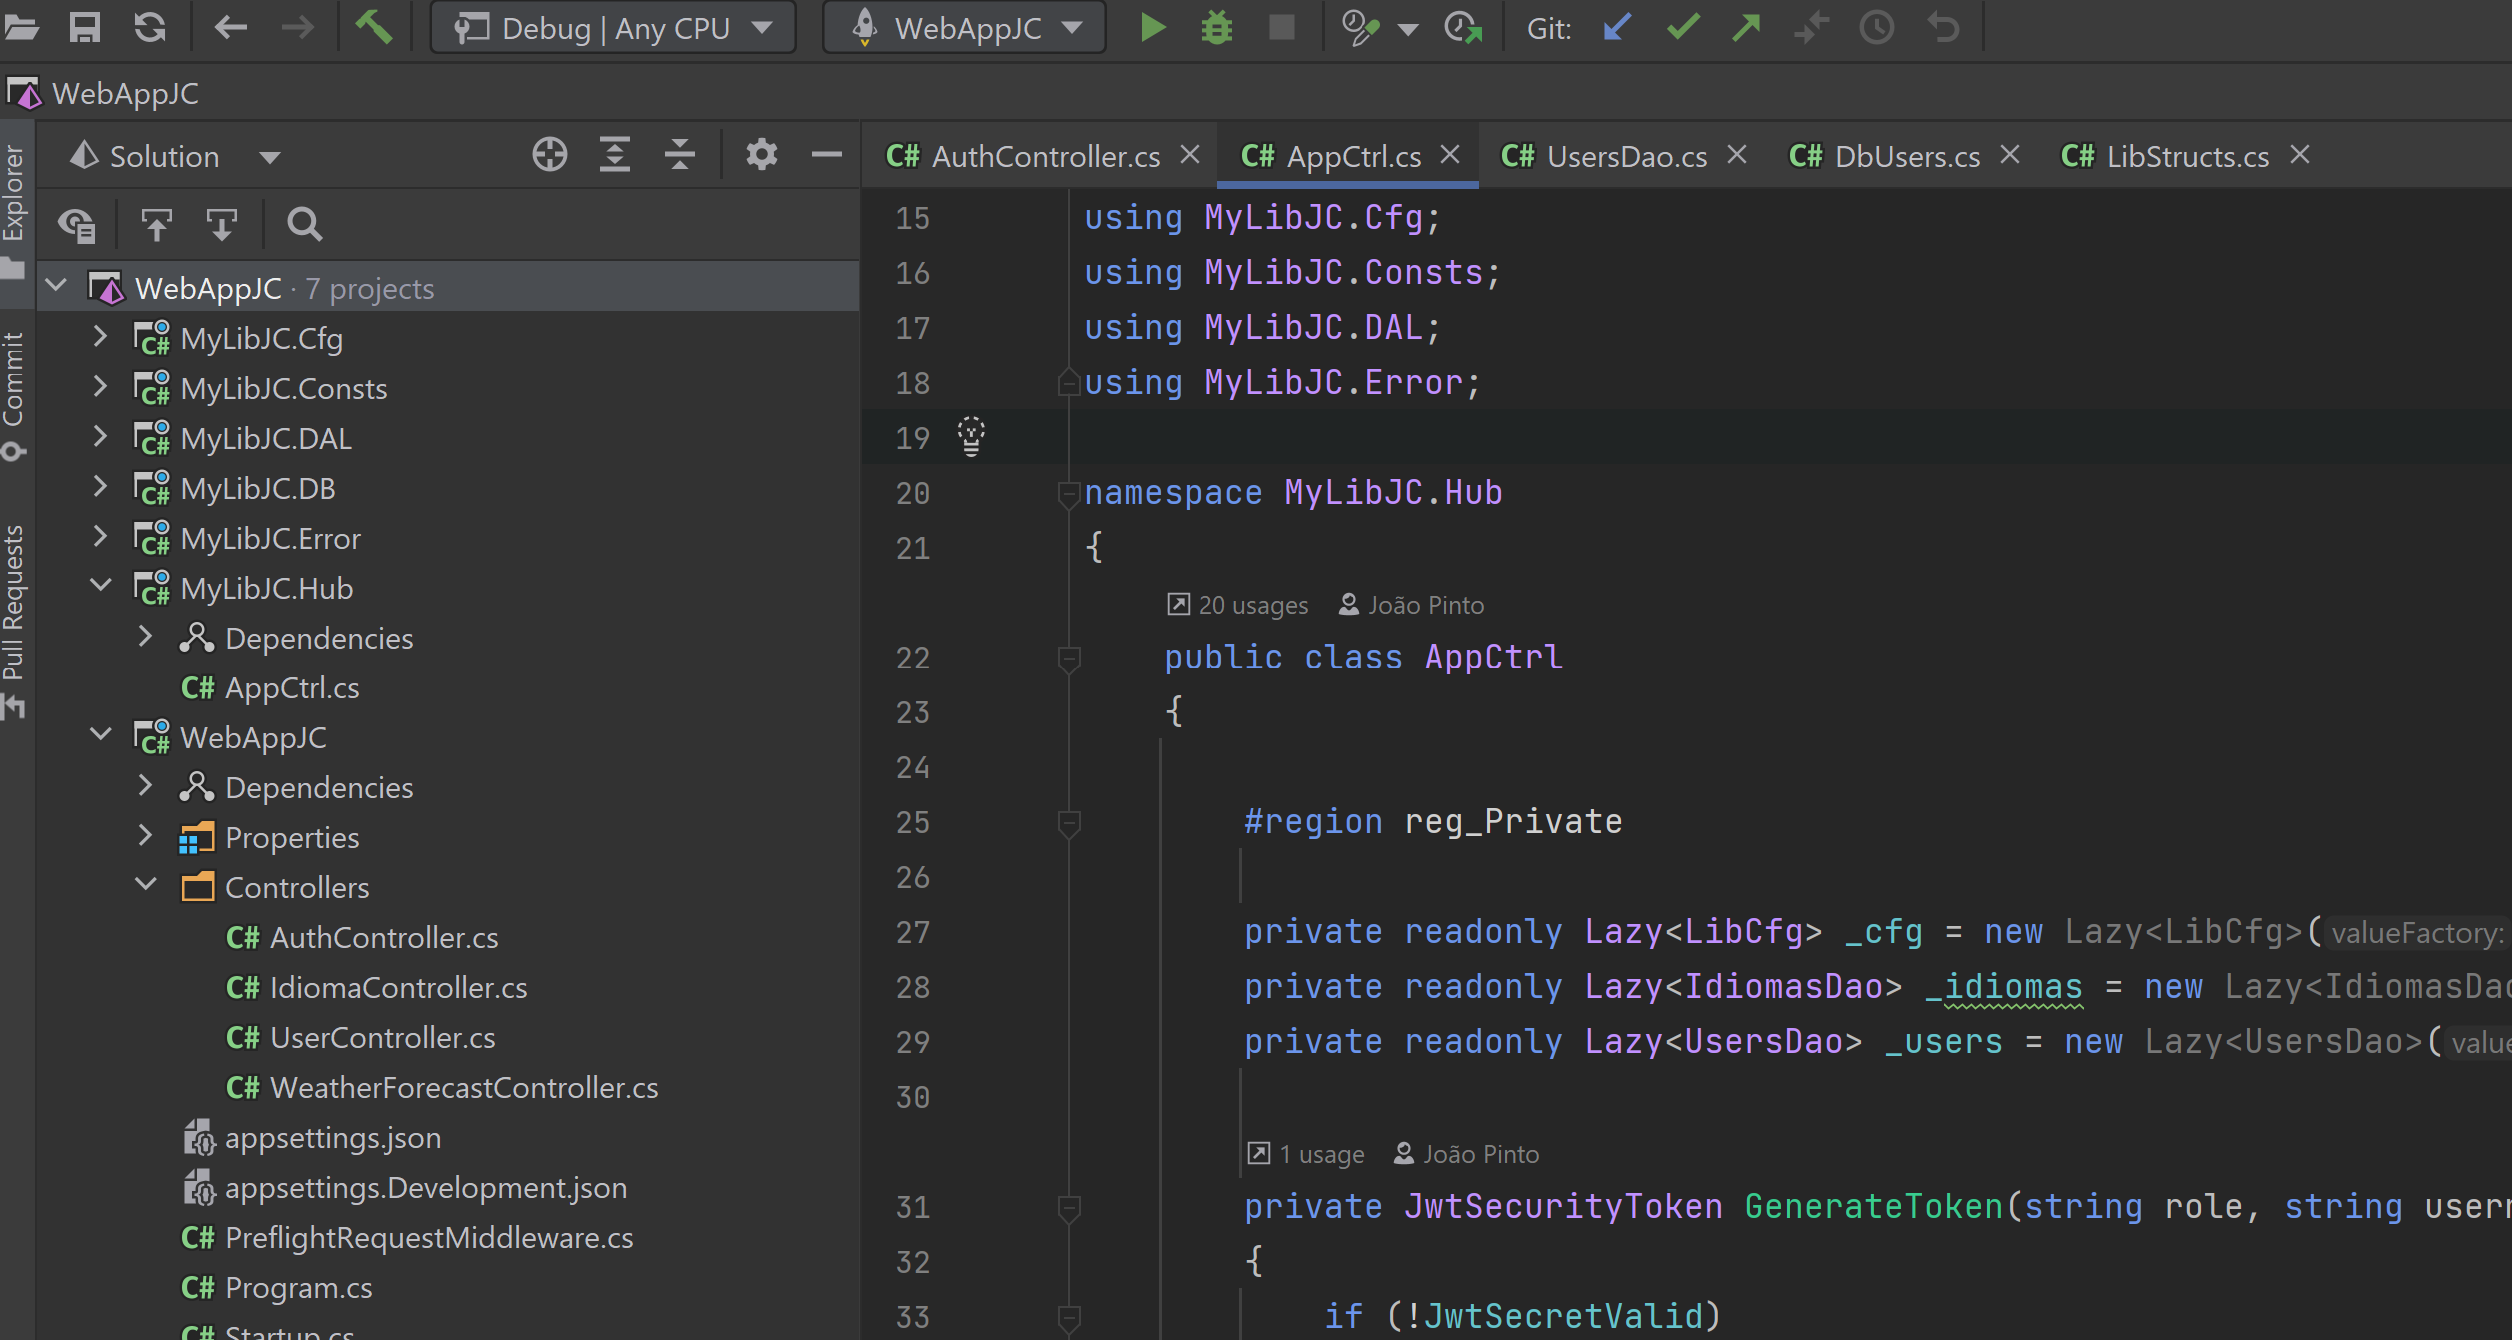 Debug | Any CPU
WebAppJC
Git:
WebAppJC
Explorer
Commit
Pull Requests
Solution
WebAppJC · 7 projects
C# MyLibJC.Cfg
C# MyLibJC.Consts
C# MyLibJC.DAL
C# MyLibJC.DB
C# MyLibJC.Error
C# MyLibJC.Hub
Dependencies
C# AppCtrl.cs
C# WebAppJC
Dependencies
Properties
Controllers
C# AuthController.cs
C# IdiomaController.cs
C# UserController.cs
C# WeatherForecastController.cs
appsettings.json
appsettings.Development.json
C# PreflightRequestMiddleware.cs
C# Program.cs
C# Startup.cs
C# AuthController.cs
C# AppCtrl.cs
C# UsersDao.cs
C# DbUsers.cs
C# LibStructs.cs
15 using MyLibJC.Cfg;
16 using MyLibJC.Consts;
17 using MyLibJC.DAL;
18 using MyLibJC.Error;
19
20 namespace MyLibJC.Hub
21 {
20 usages João Pinto
22 public class AppCtrl
23 {
24
25 #region reg_Private
26
27 private readonly Lazy<LibCfg> _cfg = new Lazy<LibCfg>(valueFactory:
28 private readonly Lazy<IdiomasDao> _idiomas = new Lazy<IdiomasDao
29 private readonly Lazy<UsersDao> _users = new Lazy<UsersDao>(value
30
1 usage João Pinto
31 private JwtSecurityToken GenerateToken(string role, string user
32 {
33 if (!JwtSecretValid)